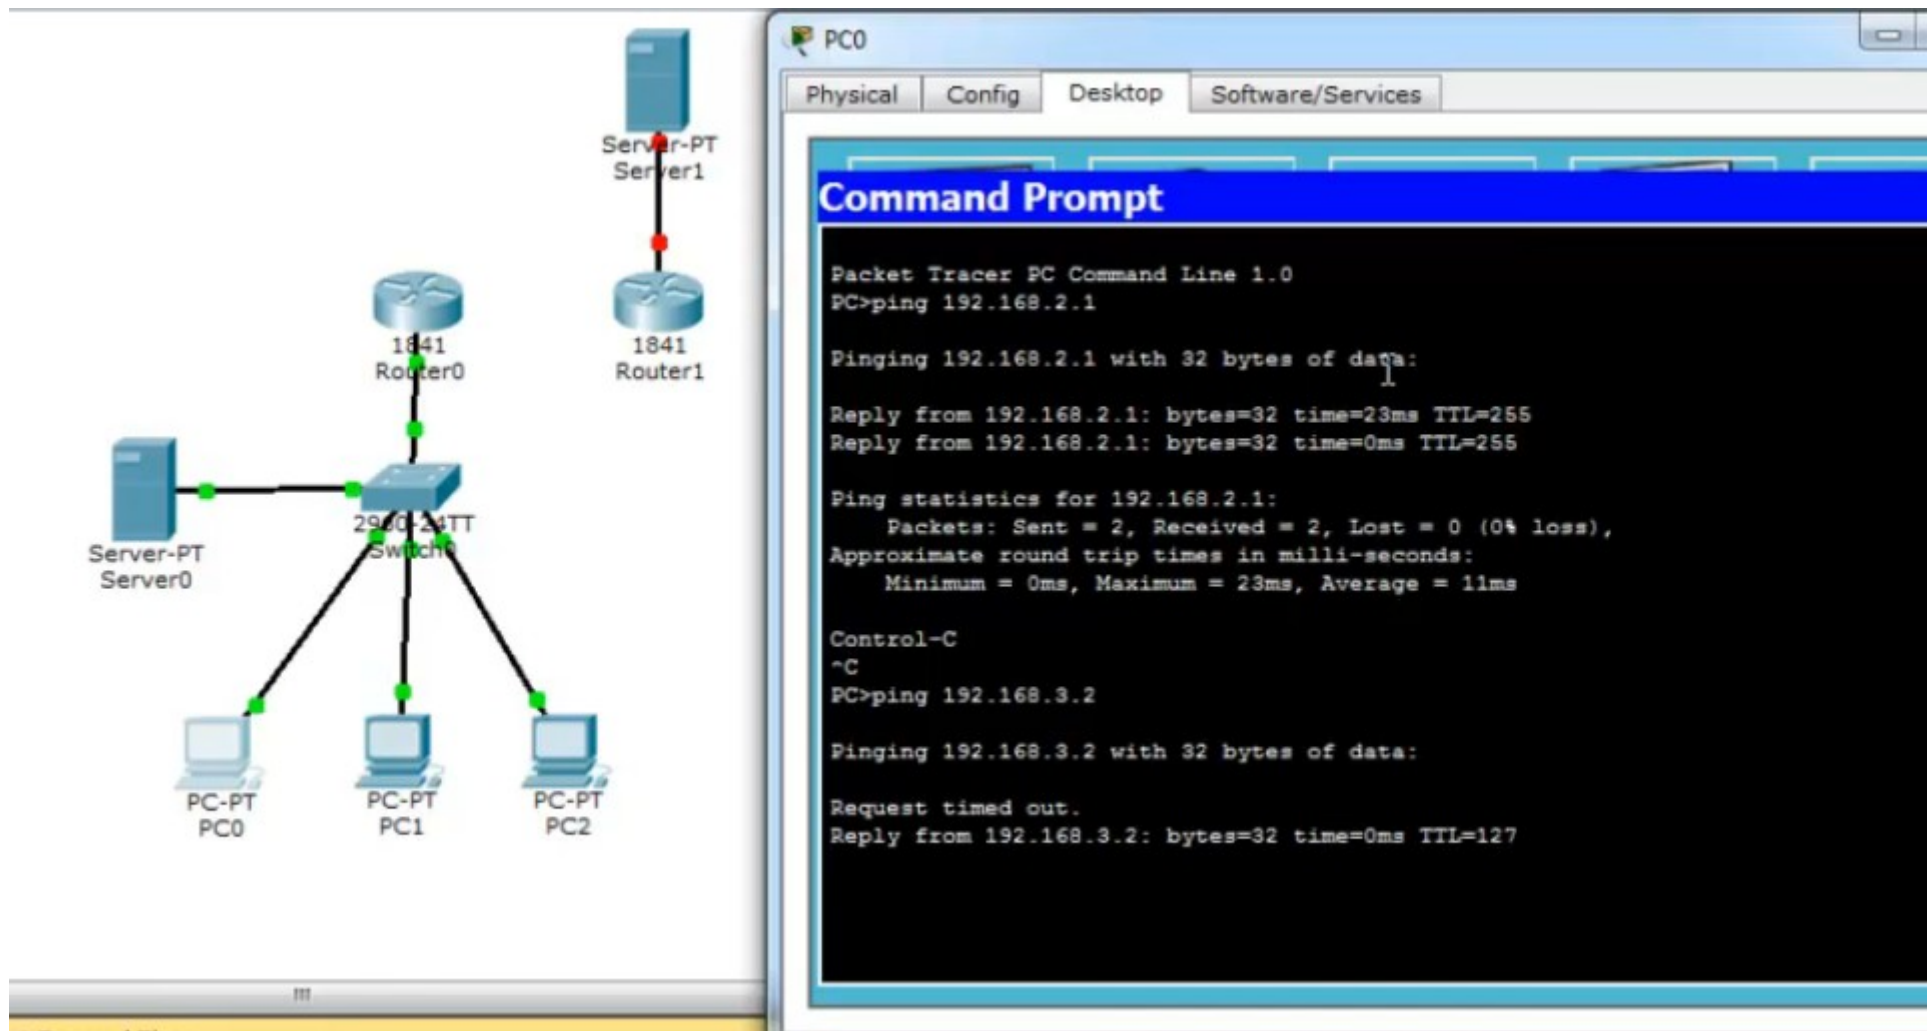 Server-PT
Server1
1841
Router0
1841
Router1
Server-PT
Server0
2960-24TT
Switch0
PC-PT
PC0
PC-PT
PC1
PC-PT
PC2
PC0
Physical
Config
Desktop
Software/Services
Command Prompt
Packet Tracer PC Command Line 1.0
PC>ping 192.168.2.1
Pinging 192.168.2.1 with 32 bytes of data:
Reply from 192.168.2.1: bytes=32 time=23ms TTL=255
Reply from 192.168.2.1: bytes=32 time=0ms TTL=255
Ping statistics for 192.168.2.1:
Packets: Sent = 2, Received = 2, Lost = 0 (0% loss),
Approximate round trip times in milli-seconds:
Minimum = 0ms, Maximum = 23ms, Average = 11ms
Control-C
^C
PC>ping 192.168.3.2
Pinging 192.168.3.2 with 32 bytes of data:
Request timed out.
Reply from 192.168.3.2: bytes=32 time=0ms TTL=127